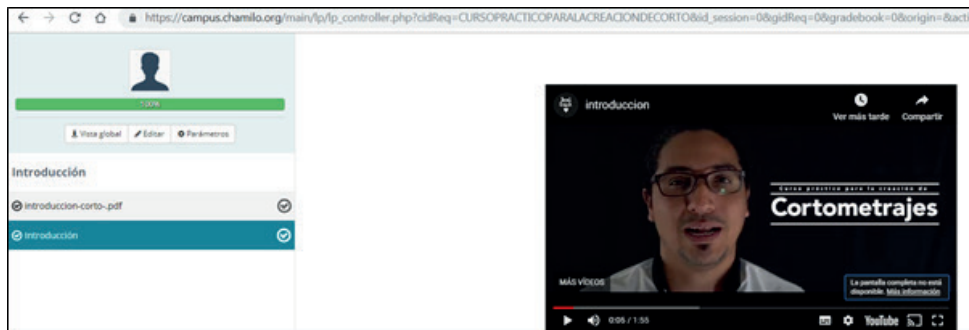 https://campus.chamilo.org/main/lp/lp_controller.php?cidReq=CURSOPRACTICOPARALACREACIONDECORTO&id_session=0&gidReq=0&gradebook=0&origin=&acti
100%
Vista global Editar Parámetros
Introducción
introduccion-corto-.pdf
Introducción
introduccion
Ver más tarde Compartir
Curso práctico para la creación de
Cortometrajes
MÁS VÍDEOS
La pantalla completa no está
disponible. Más información
0:05 / 1:55
YouTube